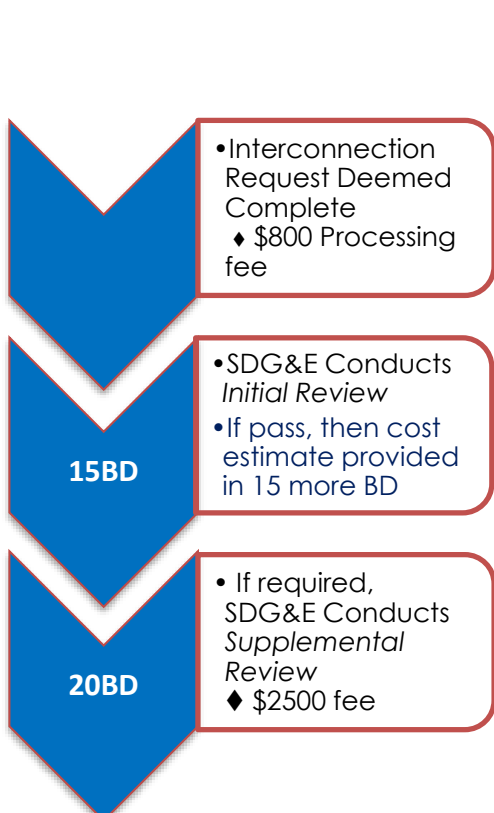 •Interconnection
Request Deemed
Complete
♦ $800 Processing
fee
15BD
•SDG&E Conducts
Initial Review
•If pass, then cost
estimate provided
in 15 more BD
20BD
• If required,
SDG&E Conducts
Supplemental
Review
♦ $2500 fee